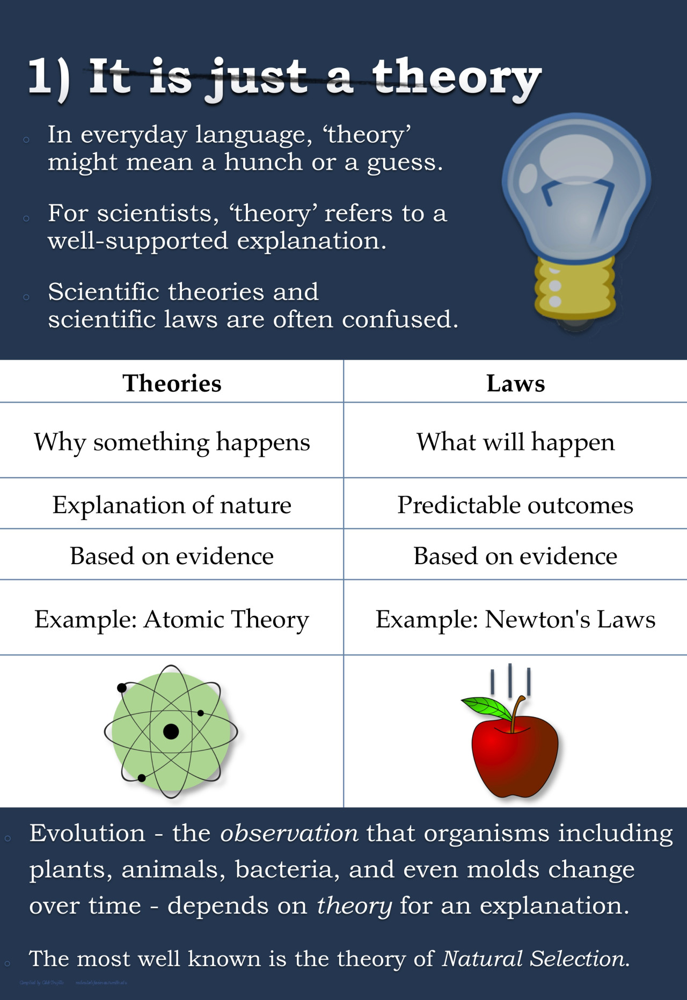 1) It is just a theory
In everyday language, ‘theory’
might mean a hunch or a guess.
For scientists, ‘theory’ refers to a
well-supported explanation.
Scientific theories and
scientific laws are often confused.
Theories
Laws
Why something happens
What will happen
Explanation of nature
Predictable outcomes
Based on evidence
Based on evidence
Example: Atomic Theory
Example: Newton's Laws
Evolution - the observation that organisms including
plants, animals, bacteria, and even molds change
over time - depends on theory for an explanation.
The most well known is the theory of Natural Selection.
Compiled by Trujillo